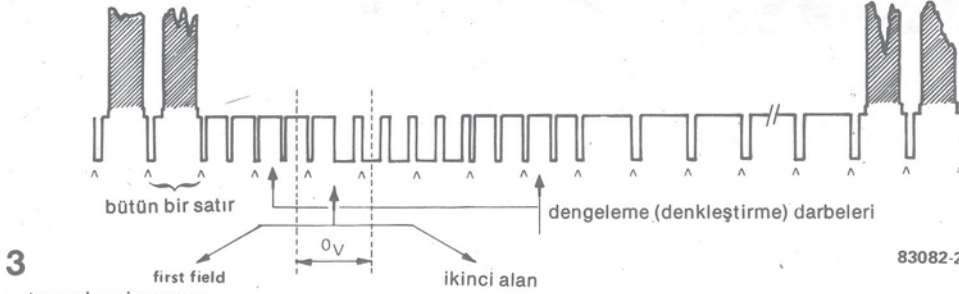 bütün bir satır
dengeleme (denkleştirme) darbeleri
0V
3
first field
ikinci alan
83082-2